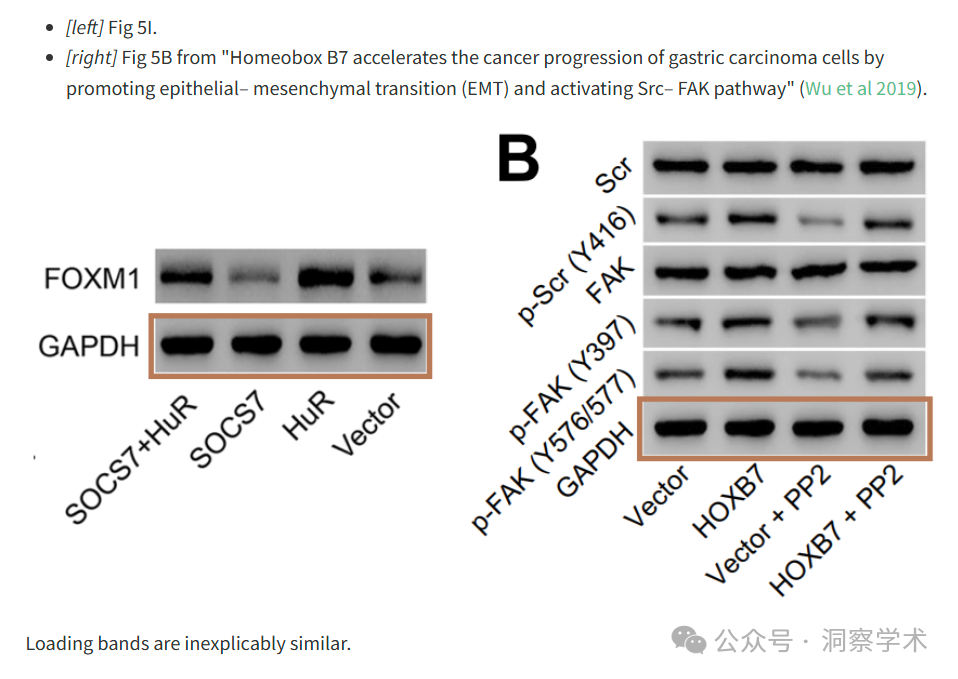 [left] Fig 5I.
[right] Fig 5B from "Homeobox B7 accelerates the cancer progression of gastric carcinoma cells by
promoting epithelial– mesenchymal transition (EMT) and activating Src– FAK pathway" (Wu et al 2019).
FOXM1
GAPDH
SOCS7+HuR
SOCS7
HuR
Vector
B
Scr
p-Scr (Y416)
FAK
p-FAK (Y397)
p-FAK (Y576/577)
GAPDH
Vector
HOXB7
Vector + PP2
HOXB7 + PP2
Loading bands are inexplicably similar.
公众号 · 洞察学术